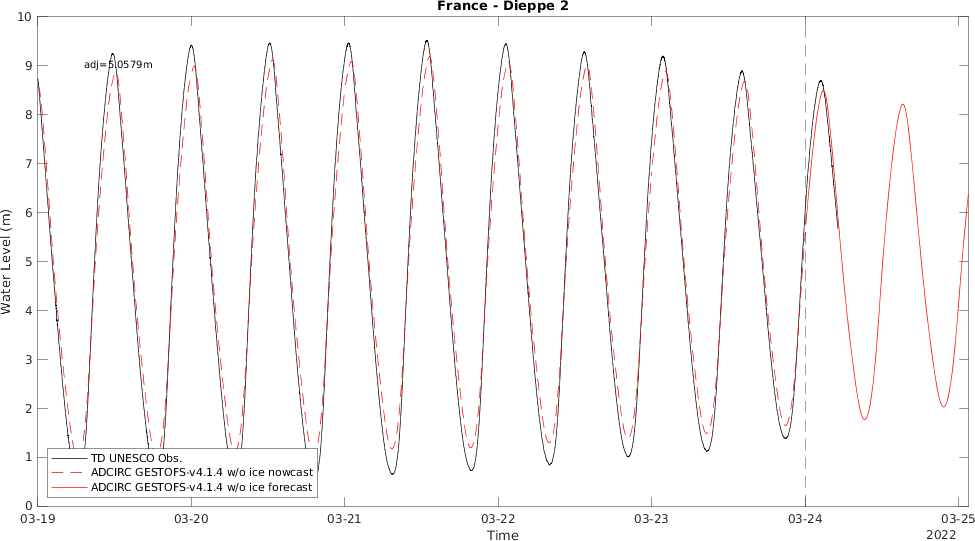 France - Dieppe 2
10
9
8
7
6
5
4
3
2
1
0
Water Level (m)
adj=5.0579m
TD UNESCO Obs.
ADCIRC GESTOFS-v4.1.4 w/o ice nowcast
ADCIRC GESTOFS-v4.1.4 w/o ice forecast
03-19 03-20 03-21 03-22 03-23 03-24 03-25
Time 2022